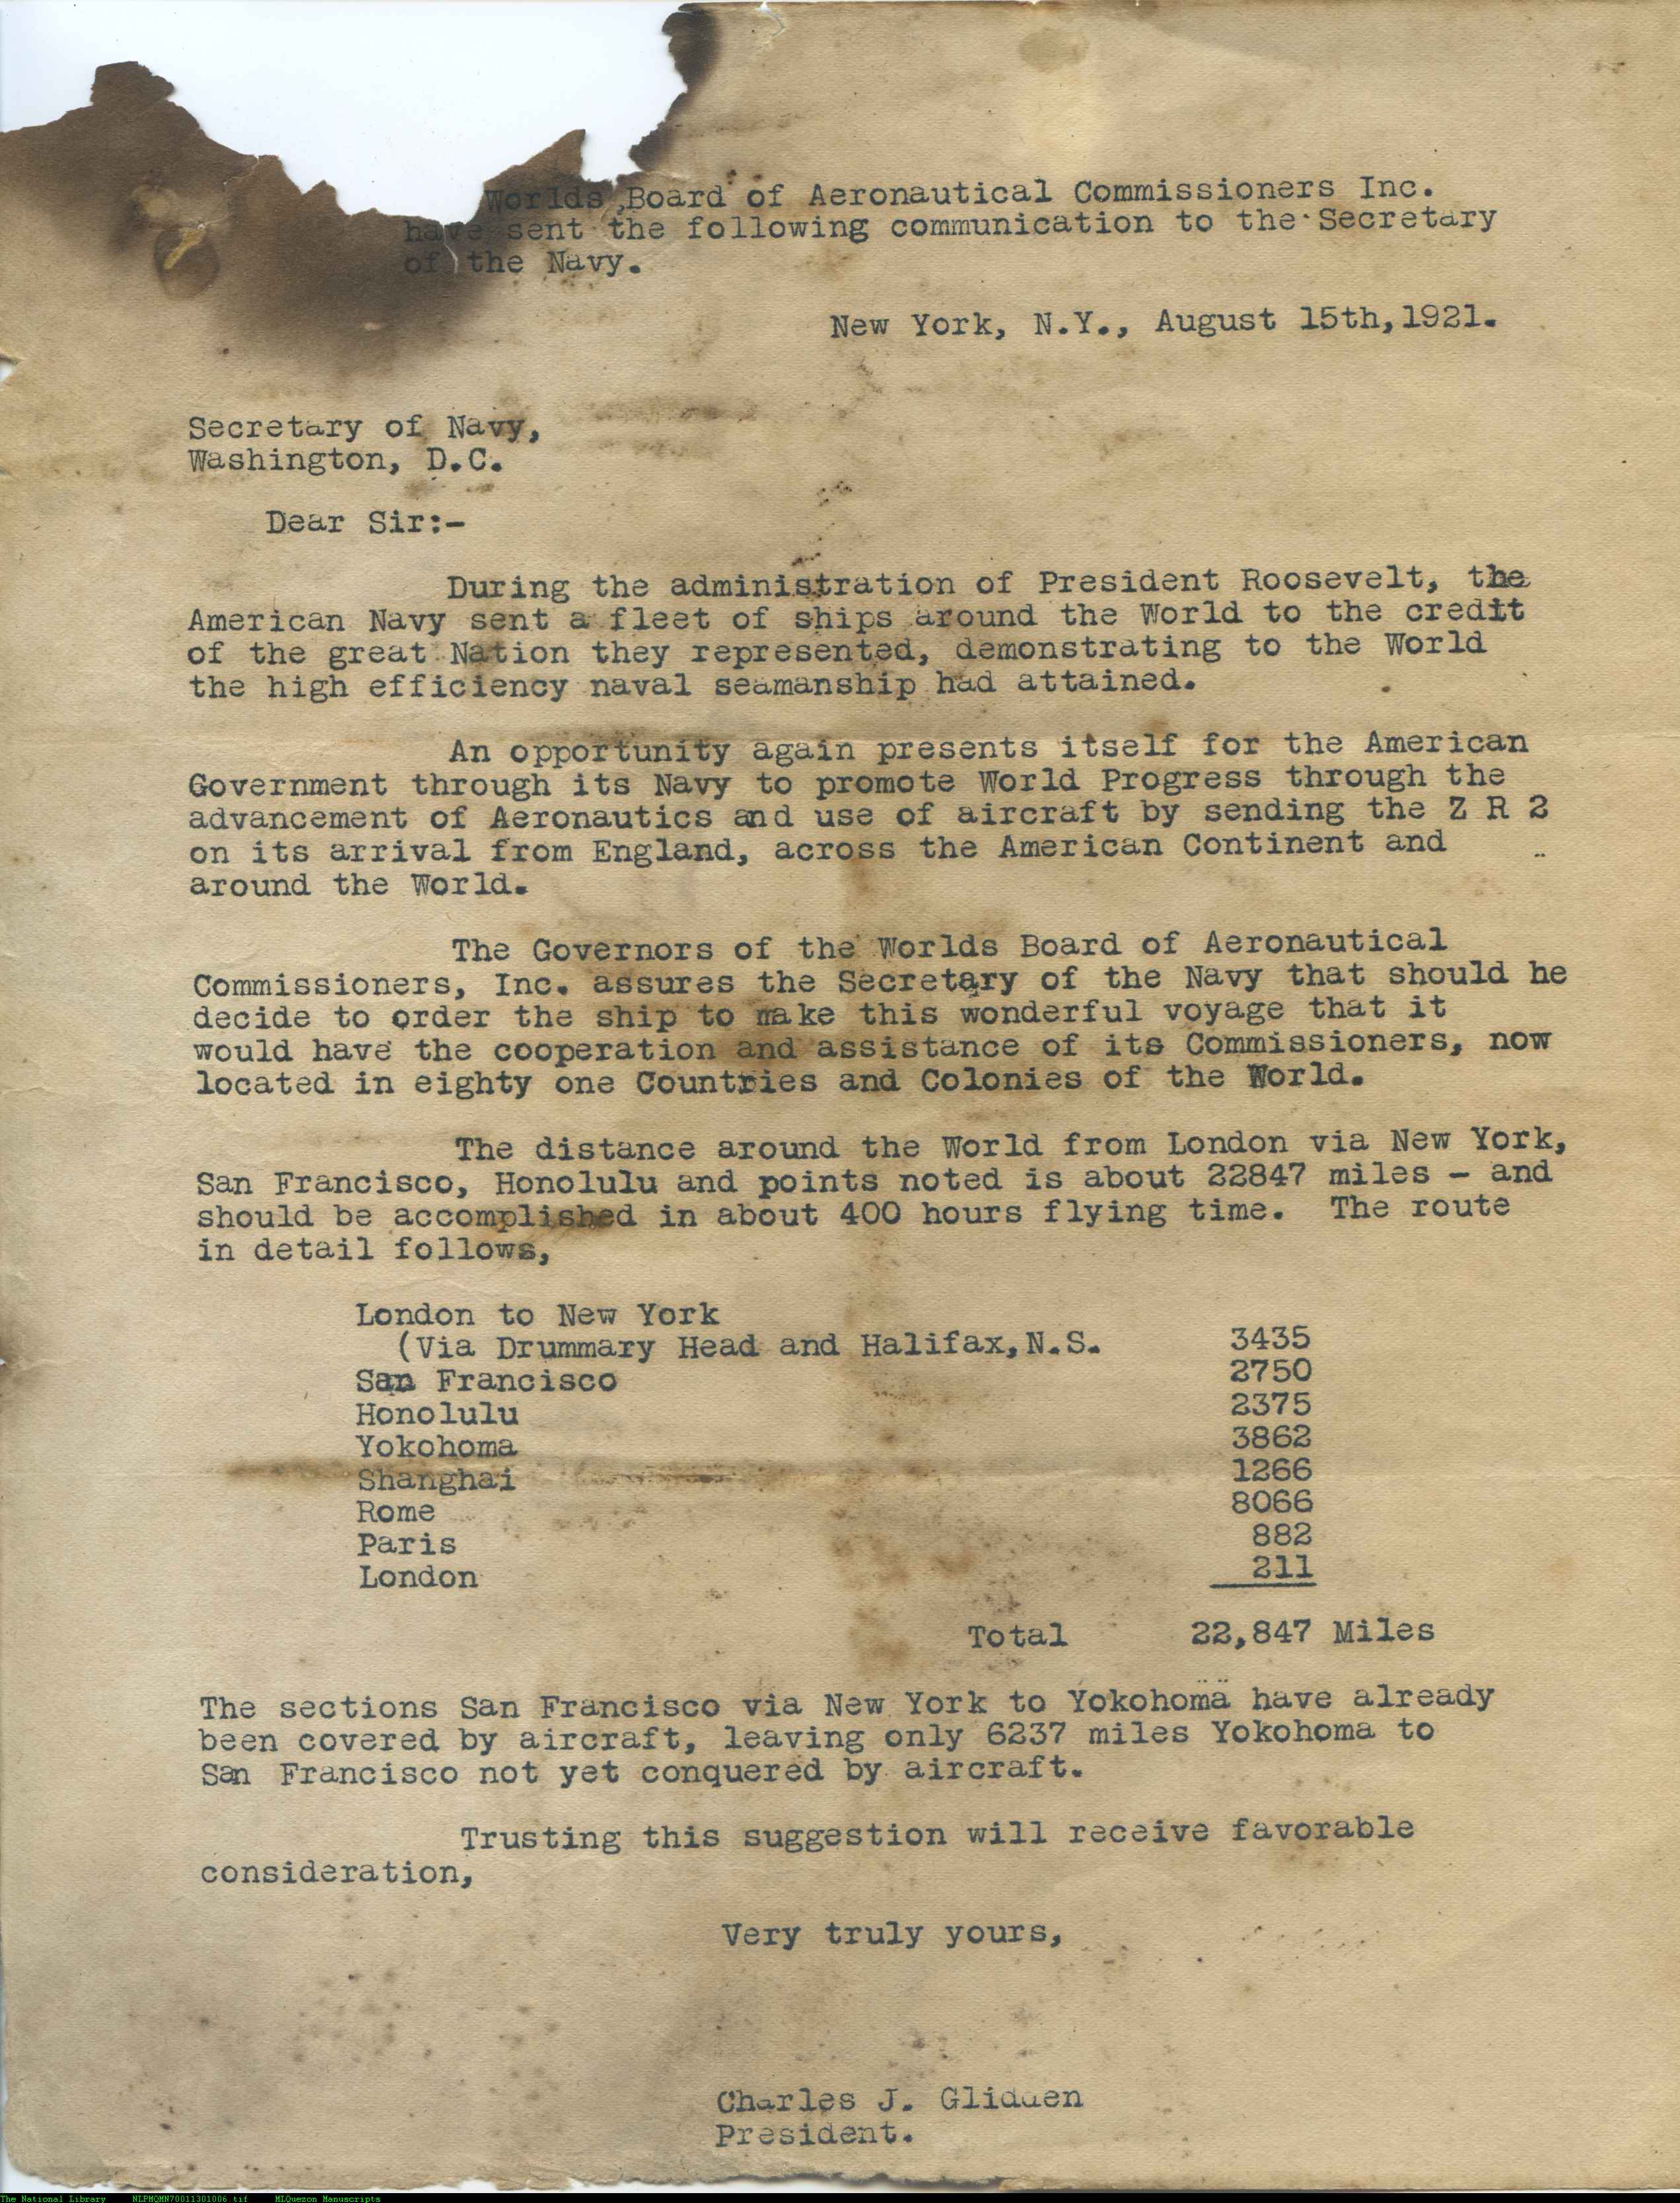 Worlds Board of Aeronautical Commissioners Inc.
have sent the following communication to the Secretary
of the Navy.
New York, N.Y., August 15th,1921.
Secretary of Navy,
Washington, D.C.
Dear Sir:-
During the administration of President Roosevelt, the
American Navy sent a fleet of ships around the World to the credit
of the great Nation they represented, demonstrating to the World
the high efficiency naval seamanship had attained.
An opportunity again presents itself for the American
Government through its Navy to promote World Progress through the
advancement of Aeronautics and use of aircraft by sending the Z R 2
on its arrival from England, across the American Continent and
around the World.
The Governors of the Worlds Board of Aeronautical
Commissioners, Inc. assures the Secretary of the Navy that should he
decide to order the ship to make this wonderful voyage that it
would have the cooperation and assistance of its Commissioners, now
located in eighty one Countries and Colonies of the World.
The distance around the World from London via New York,
San Francisco, Honolulu and points noted is about 22847 miles - and
should be accomplished in about 400 hours flying time. The route
in detail follows,
London to New York
(Via Drummary Head and Halifax,N.S. 3435
San Francisco 2750
Honolulu 2375
Yokohoma 3862
Shanghai 1266
Rome 8066
Paris 882
London 211
Total 22,847 Miles
The sections San Francisco via New York to Yokohoma have already
been covered by aircraft, leaving only 6237 miles Yokohoma to
San Francisco not yet conquered by aircraft.
Trusting this suggestion will receive favorable
consideration,
Very truly yours,
Charles J. Glidden
President.
The National Library NLPMQMN70011301006.tif MLQuezon Manuscripts